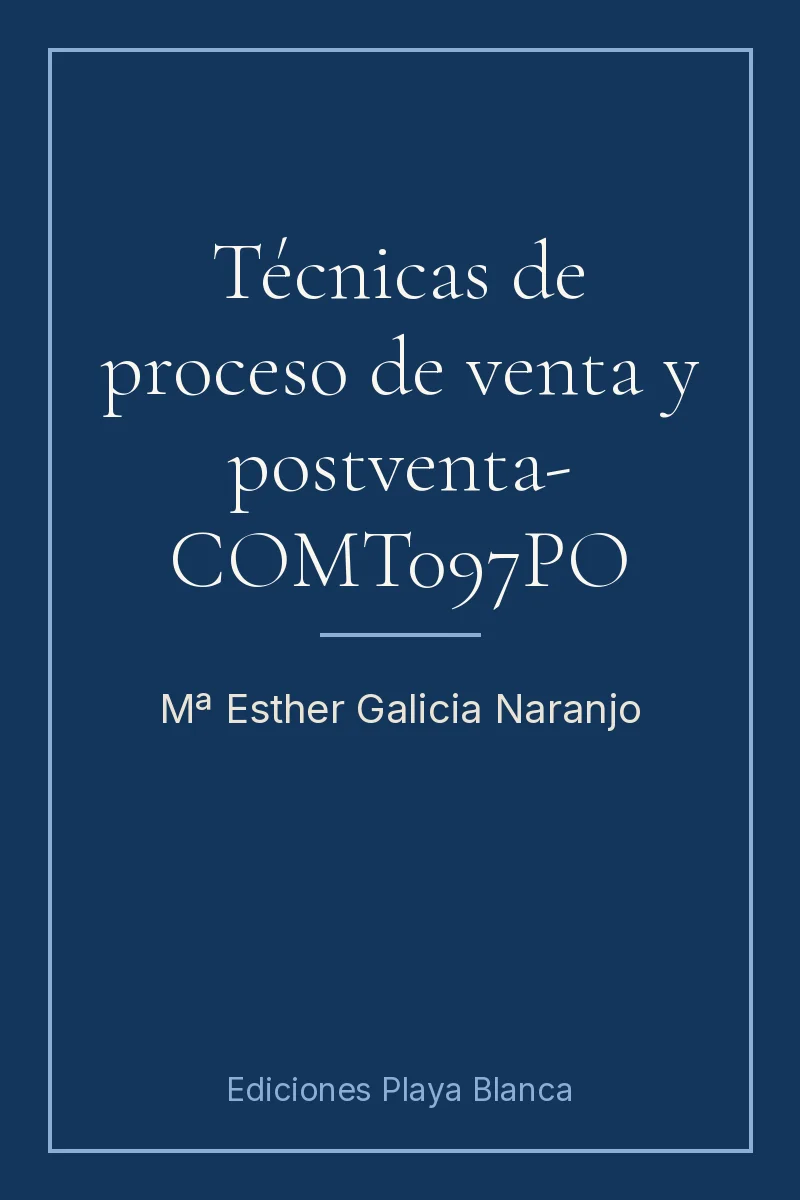 Técnicas de
proceso de venta y
postventa-
COMT097PO
Mª Esther Galicia Naranjo
Ediciones Playa Blanca